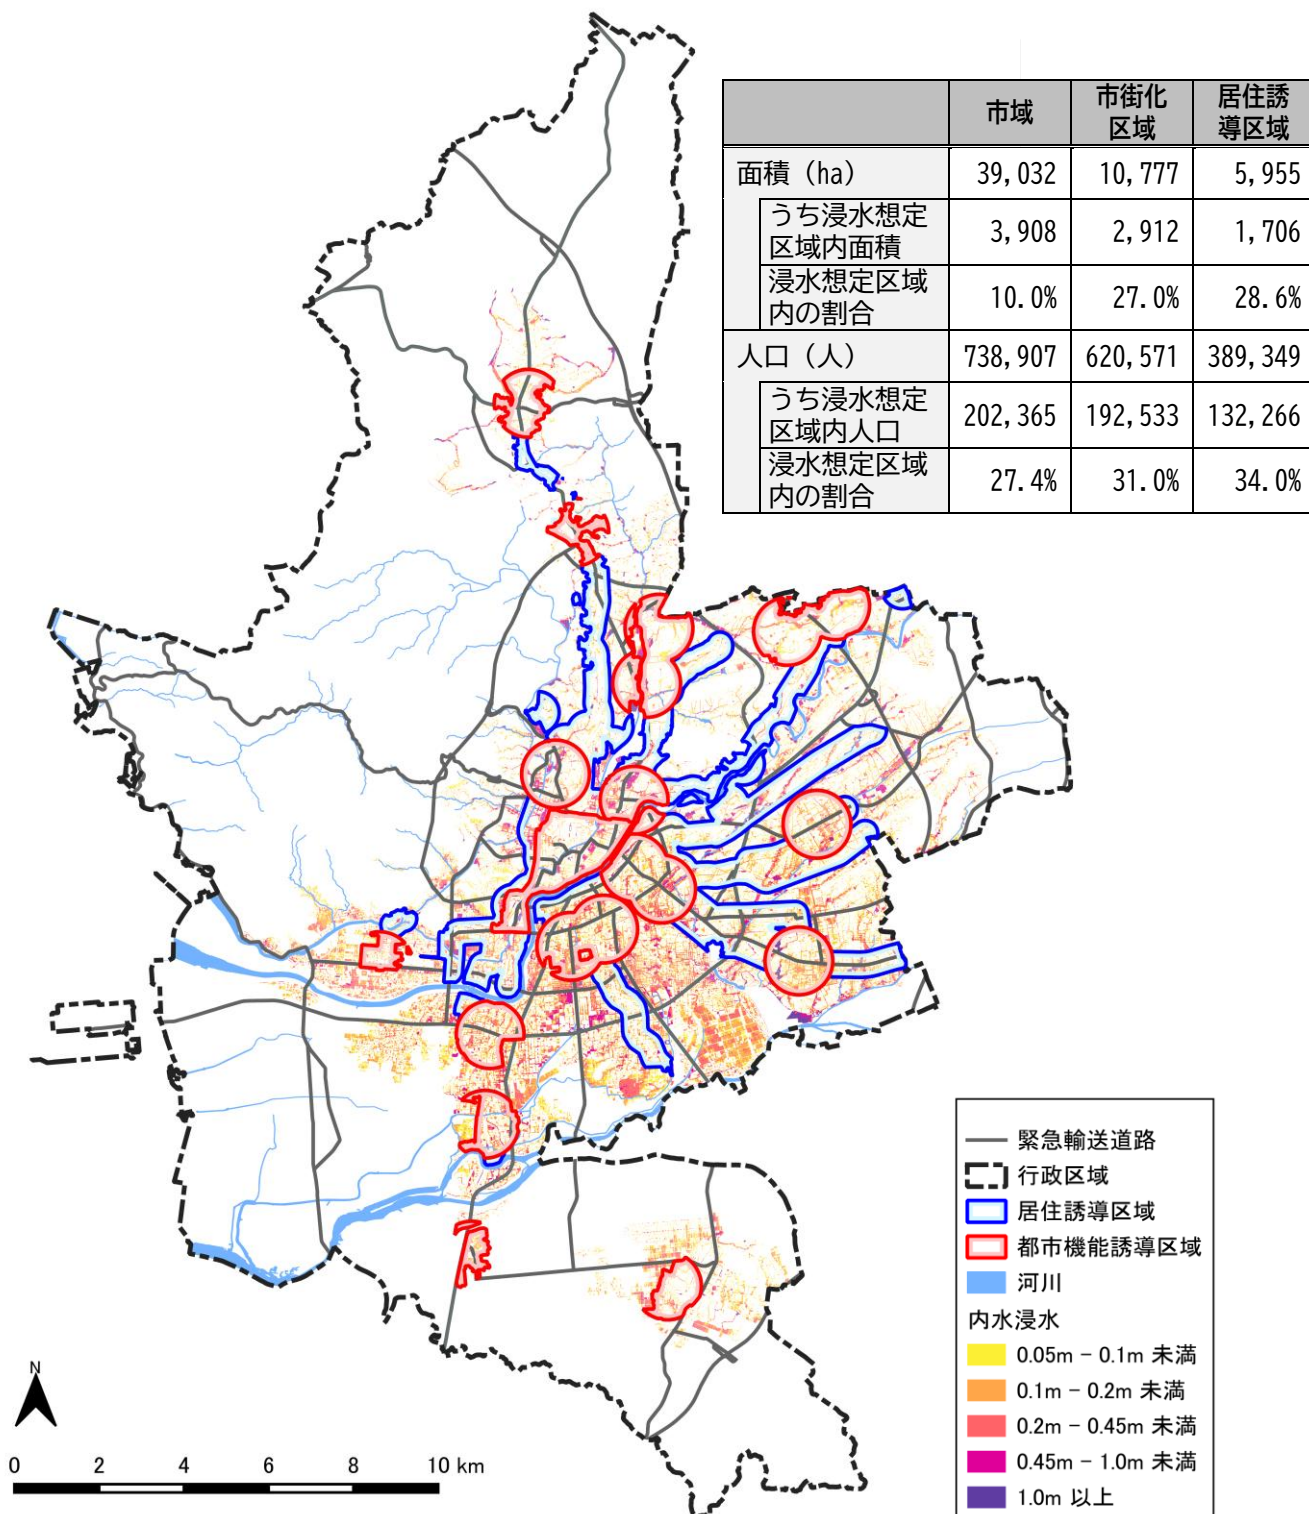 市域
市街化
区域
居住誘
導区域
面積（ha） 39,032 10,777 5,955
うち浸水想定
区域内面積
3,908 2,912 1,706
浸水想定区域
内の割合
10.0% 27.0% 28.6%
人口（人） 738,907 620,571 389,349
うち浸水想定
区域内人口
202,365 192,533 132,266
浸水想定区域
内の割合
27.4% 31.0% 34.0%
緊急輸送道路
行政区域
居住誘導区域
都市機能誘導区域
河川
内水浸水
0.05m － 0.1m 未満
0.1m － 0.2m 未満
0.2m － 0.45m 未満
0.45m － 1.0m 未満
1.0m 以上
N
0 2 4 6 8 10 km